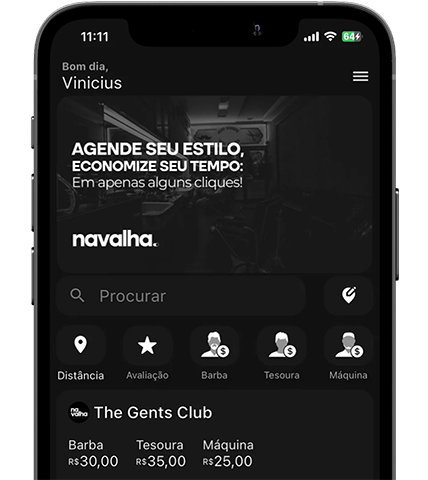 11:11
64
Bom dia,
Vinicius
AGENDE SEU ESTILO,
ECONOMIZE SEU TEMPO:
Em apenas alguns cliques!
navalha.
Procurar
Distância Avaliação Barba Tesoura Máquina
navalha The Gents Club
Barba Tesoura Máquina
R$30,00 R$35,00 R$25,00